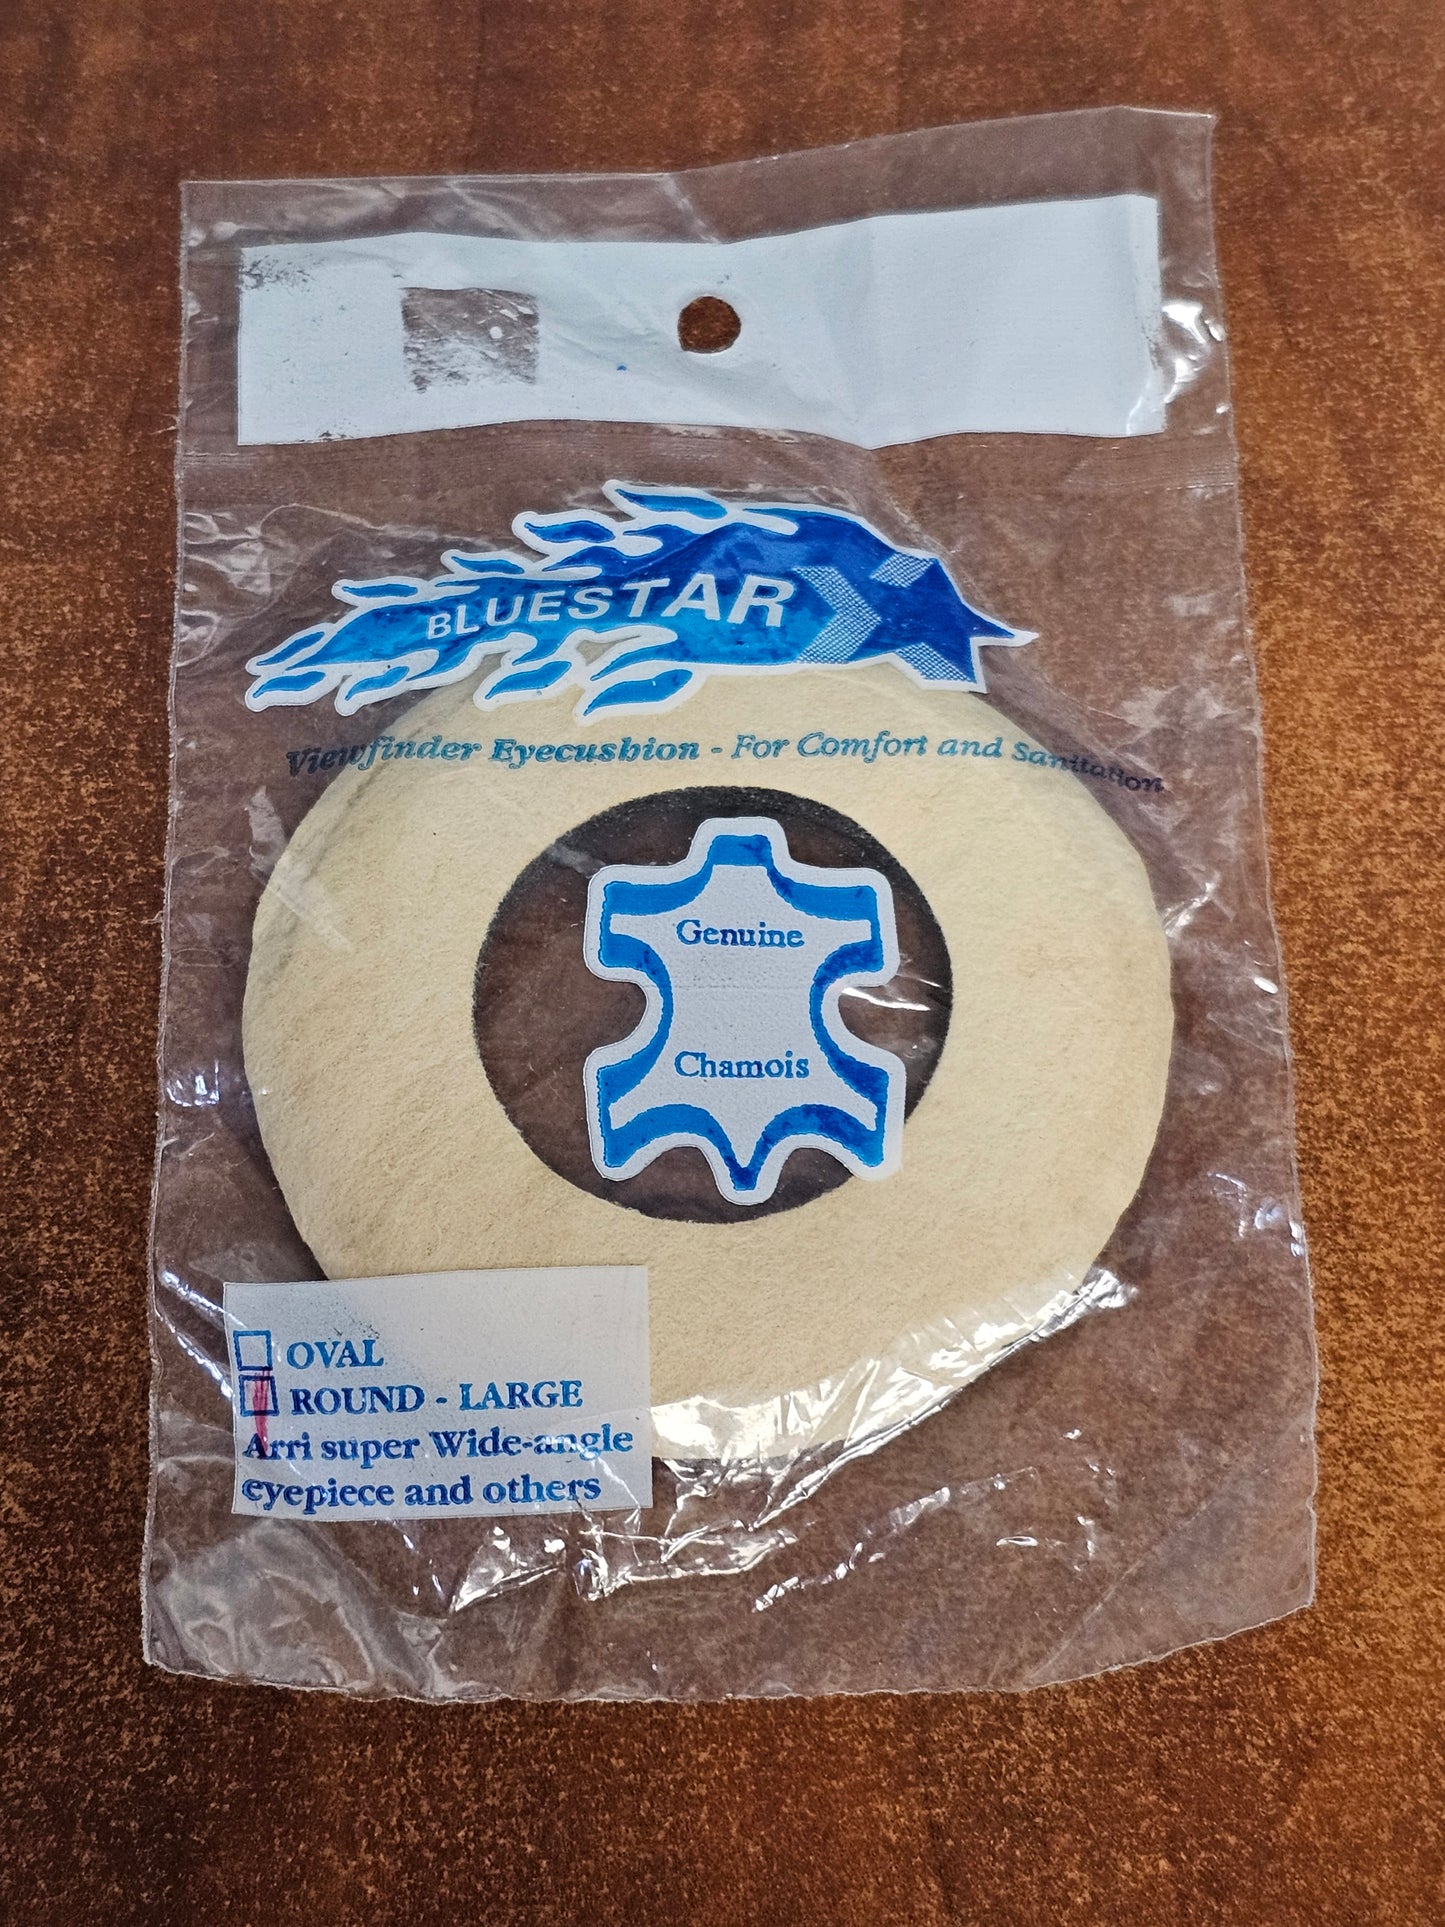 BLUESTAR
Viewfinder Eyecushion - For Comfort and Sanitation
Genuine
Chamois
OVAL
ROUND - LARGE
Arri super Wide-angle
eyepiece and others